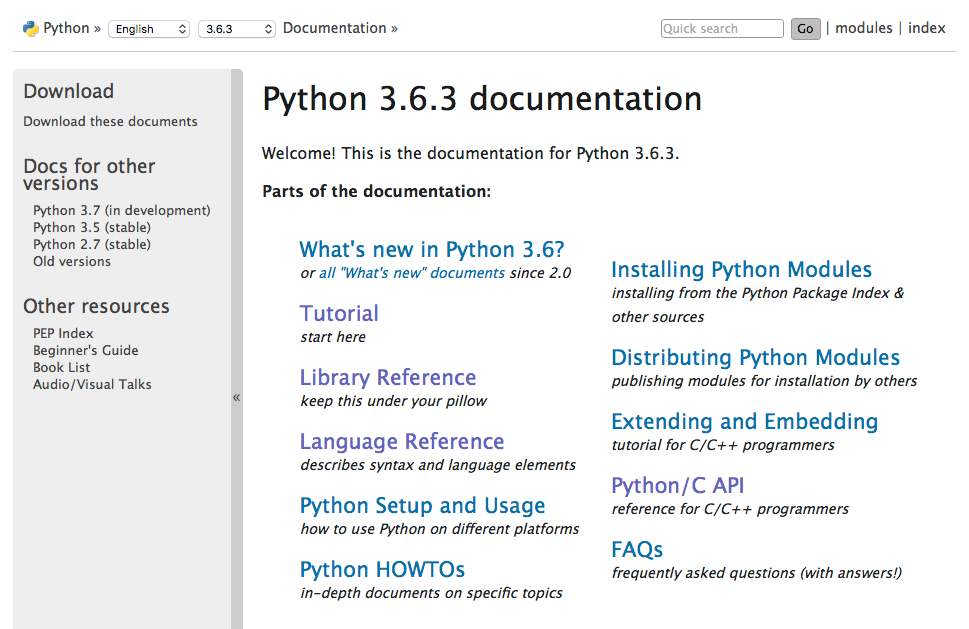 Python » English 3.6.3 Documentation » Quick search Go | modules | index
Download
Download these documents
Docs for other
versions
Python 3.7 (in development)
Python 3.5 (stable)
Python 2.7 (stable)
Old versions
Other resources
PEP Index
Beginner's Guide
Book List
Audio/Visual Talks
«
Python 3.6.3 documentation
Welcome! This is the documentation for Python 3.6.3.
Parts of the documentation:
What's new in Python 3.6?
or all "What's new" documents since 2.0
Tutorial
start here
Library Reference
keep this under your pillow
Language Reference
describes syntax and language elements
Python Setup and Usage
how to use Python on different platforms
Python HOWTOs
in-depth documents on specific topics
Installing Python Modules
installing from the Python Package Index &
other sources
Distributing Python Modules
publishing modules for installation by others
Extending and Embedding
tutorial for C/C++ programmers
Python/C API
reference for C/C++ programmers
FAQs
frequently asked questions (with answers!)